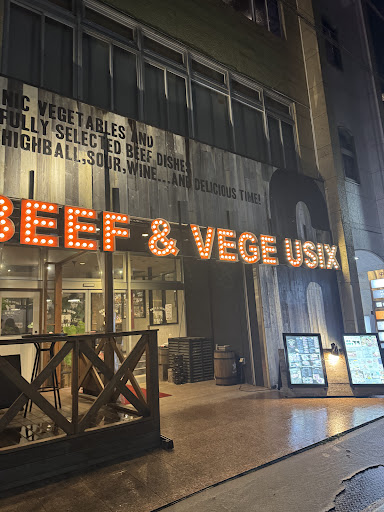 NIC VEGETABLES AND
FULLY SELECTED BEEF DISHES
HIGHBALL.,SOUR,WINE...AND DELICIOUS TIME!
BEEF & VEGE USIX